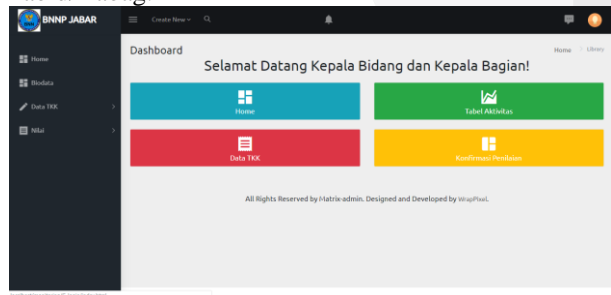 BNNP JABAR
Create New
Home
Biodata
Data TKK
Nilai
Dashboard
Home > Library
Selamat Datang Kepala Bidang dan Kepala Bagian!
Home
Tabel Aktivitas
Data TKK
Konfirmasi Penilaian
All Rights Reserved by Matrix-admin. Designed and Developed by WrapPixel.